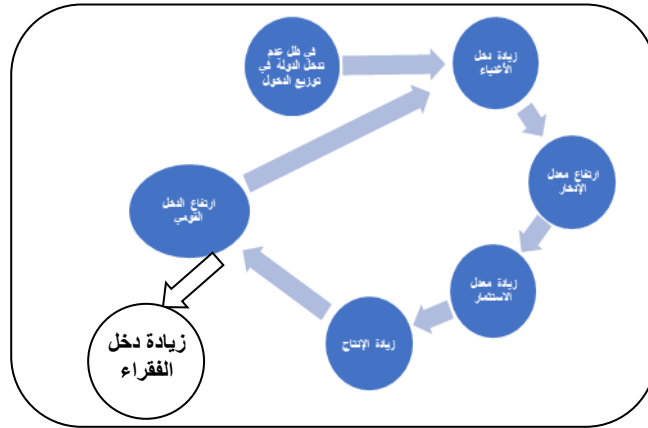 في ظل عدم
تدخل الدولة في
توزيع الدخول
زيادة دخل
الأغنياء
ارتفاع معدل
الإدخار
زيادة معدل
الاستثمار
زيادة الإنتاج
ارتفاع الدخل
القومي
زيادة دخل
الفقراء